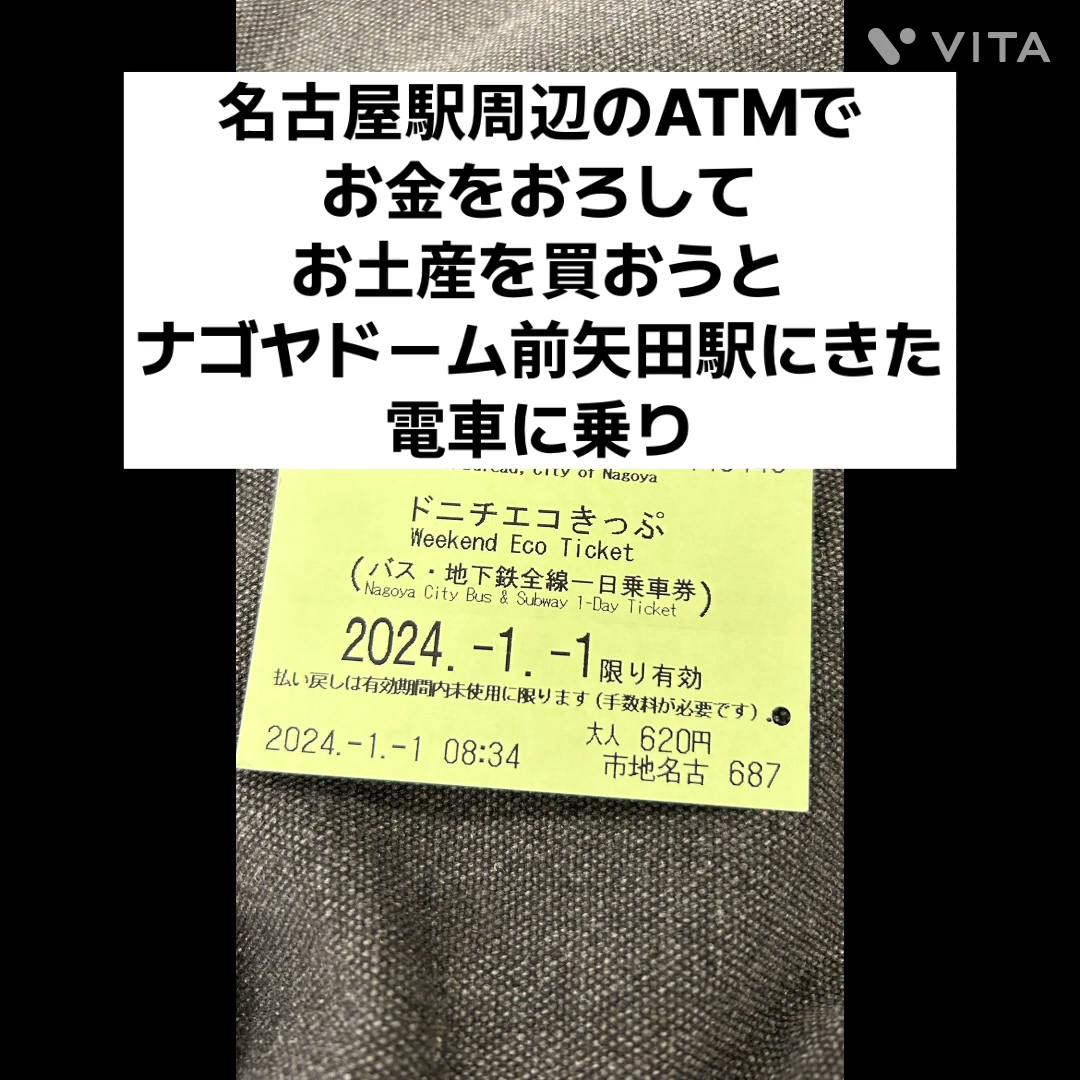 VITA
名古屋駅周辺のATMで
お金をおろして
お土産を買おうと
ナゴヤドーム前矢田駅にきた
電車に乗り
City of Nagoya
ドニチエコきっぷ
Weekend Eco Ticket
(バス・地下鉄全線一日乗車券)
Nagoya City Bus & Subway 1-Day Ticket
2024.-1.-1限り有効
払い戻しは有効期間内未使用に限ります(手数料が必要です).
2024.-1.-1 08:34 大人 620円
市地名古 687